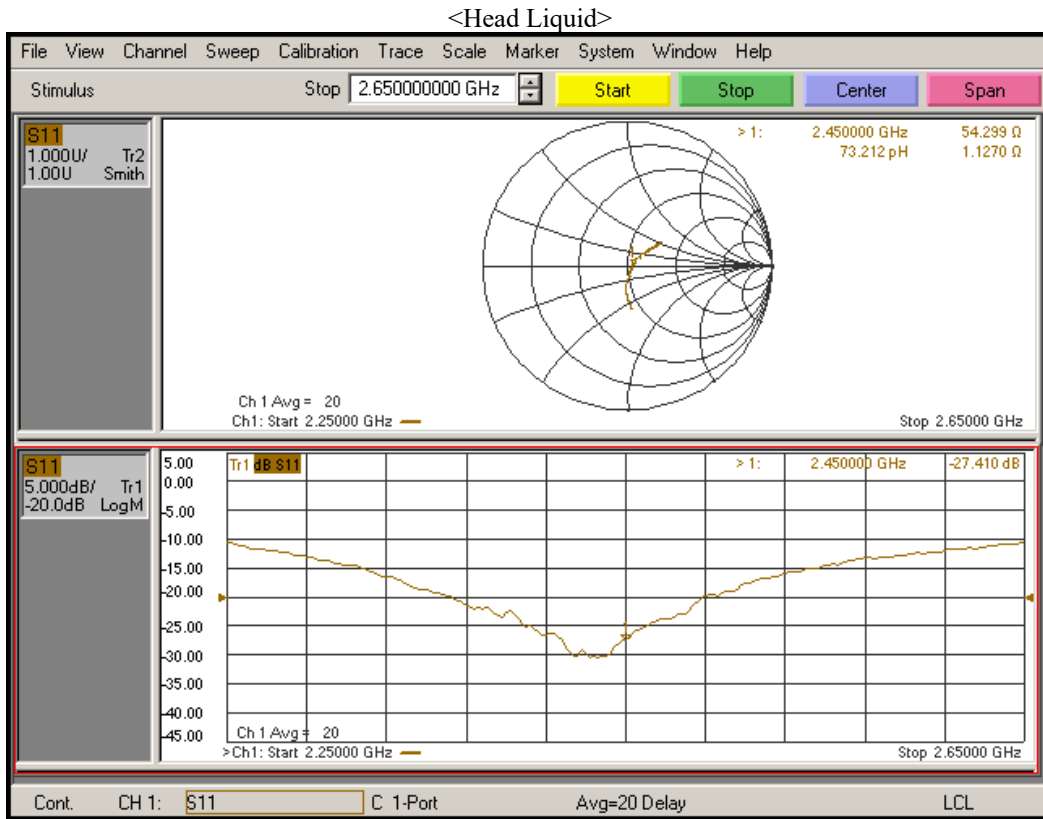 <Head Liquid>
File View Channel Sweep Calibration Trace Scale Marker System Window Help
Stimulus Stop 2.650000000 GHz Start Stop Center Span
S11
1.000U/ Tr2
1.00U Smith
> 1: 2.450000 GHz 54.299 Ω
73.212 pH 1.1270 Ω
Ch 1 Avg = 20
Ch1: Start 2.25000 GHz
Stop 2.65000 GHz
S11
5.000dB/ Tr1
-20.0dB LogM
5.00
0.00
-5.00
-10.00
-15.00
-20.00
-25.00
-30.00
-35.00
-40.00
-45.00
Tr1 dB S11
> 1: 2.450000 GHz -27.410 dB
Ch 1 Avg = 20
>Ch1: Start 2.25000 GHz
Stop 2.65000 GHz
Cont. CH 1: S11 C 1-Port Avg=20 Delay LCL